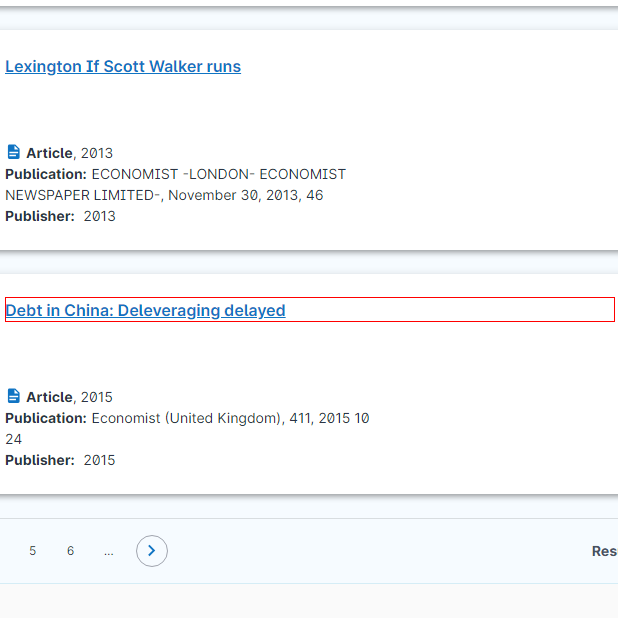 Lexington If Scott Walker runs
Article, 2013
Publication: ECONOMIST -LONDON- ECONOMIST
NEWSPAPER LIMITED-, November 30, 2013, 46
Publisher: 2013
Debt in China: Deleveraging delayed
Article, 2015
Publication: Economist (United Kingdom), 411, 2015 10
24
Publisher: 2015
5 6 ... Res